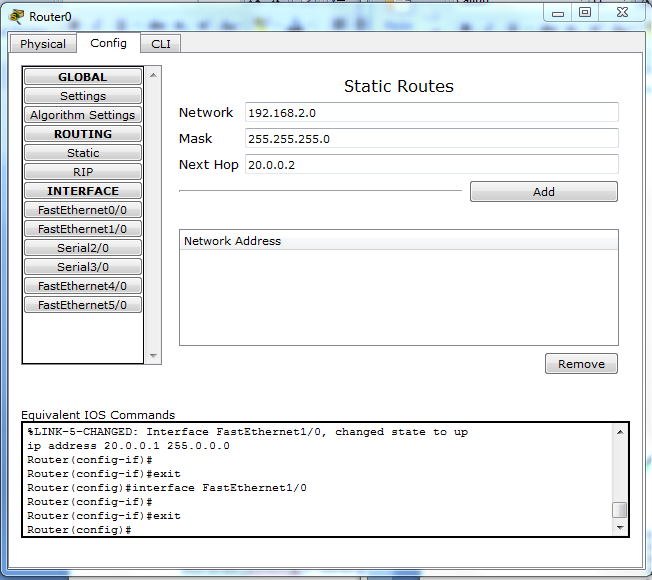 Router0
Physical Config CLI
GLOBAL
Settings
Algorithm Settings
ROUTING
Static
RIP
INTERFACE
FastEthernet0/0
FastEthernet1/0
Serial2/0
Serial3/0
FastEthernet4/0
FastEthernet5/0
Static Routes
Network 192.168.2.0
Mask 255.255.255.0
Next Hop 20.0.0.2
Add
Network Address
Remove
Equivalent IOS Commands
%LINK-5-CHANGED: Interface FastEthernet1/0, changed state to up
ip address 20.0.0.1 255.0.0.0
Router(config-if)#
Router(config-if)#exit
Router(config)#interface FastEthernet1/0
Router(config-if)#
Router(config-if)#exit
Router(config)#